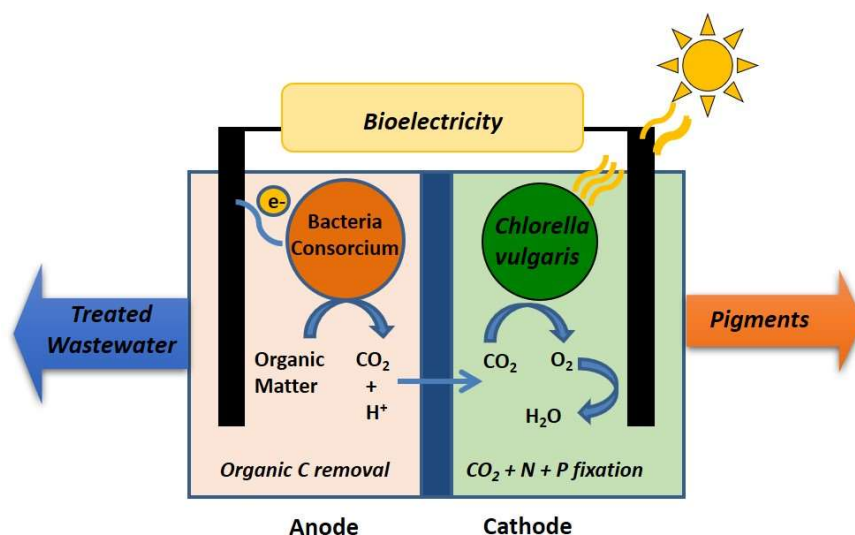 Bioelectricity
e-
Bacteria
Consorcium
Chlorella
vulgaris
Treated
Wastewater
Pigments
Organic
Matter
CO₂
+
H⁺
CO₂
O₂
H₂O
Organic C removal
CO₂ + N + P fixation
Anode
Cathode